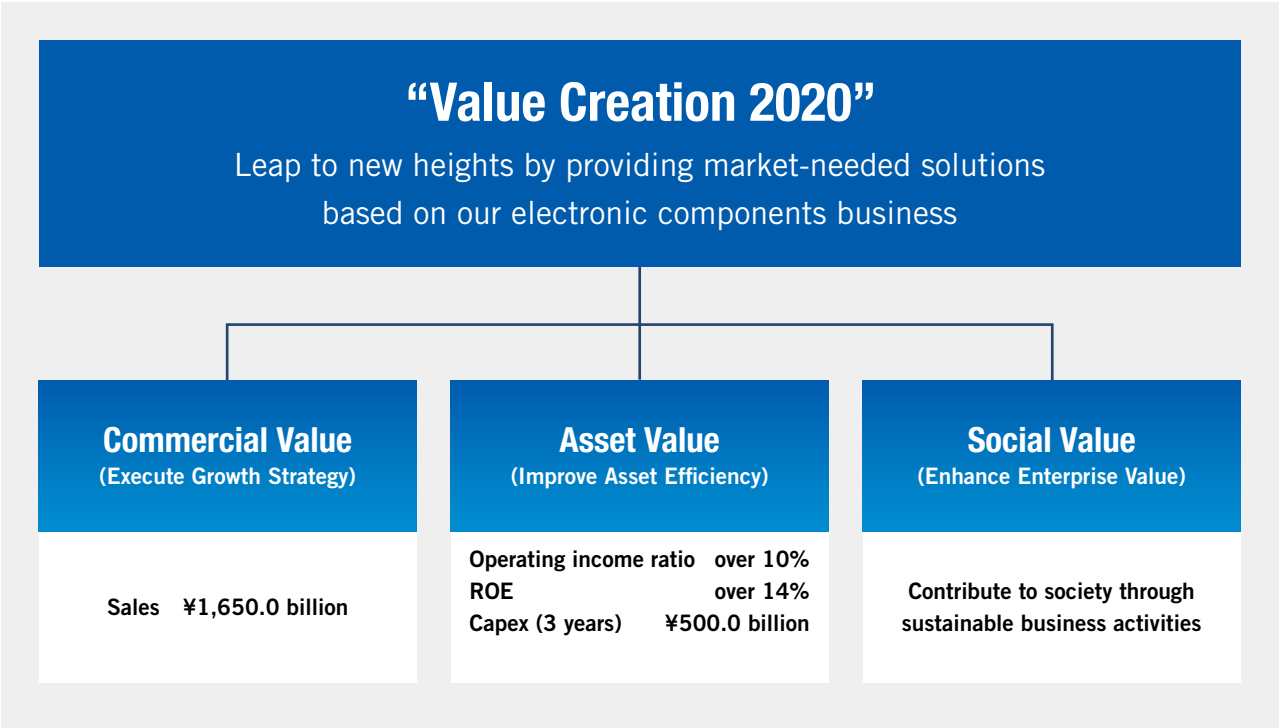 “Value Creation 2020”
Leap to new heights by providing market-needed solutions
based on our electronic components business
Commercial Value
(Execute Growth Strategy)
Sales ¥1,650.0 billion
Asset Value
(Improve Asset Efficiency)
Operating income ratio over 10%
ROE over 14%
Capex (3 years) ¥500.0 billion
Social Value
(Enhance Enterprise Value)
Contribute to society through
sustainable business activities